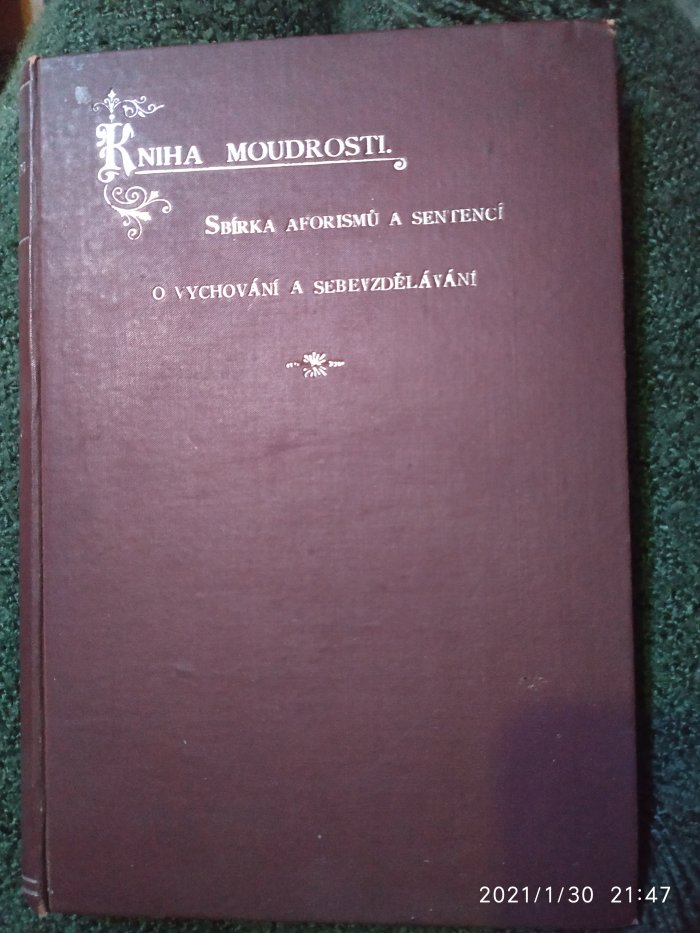 KNIHA MOUDROSTI.
SBÍRKA AFORISMŮ A SENTENCÍ
O VYCHOVÁNÍ A SEBEVZDĚLÁVÁNÍ
2021/1/30 21:47